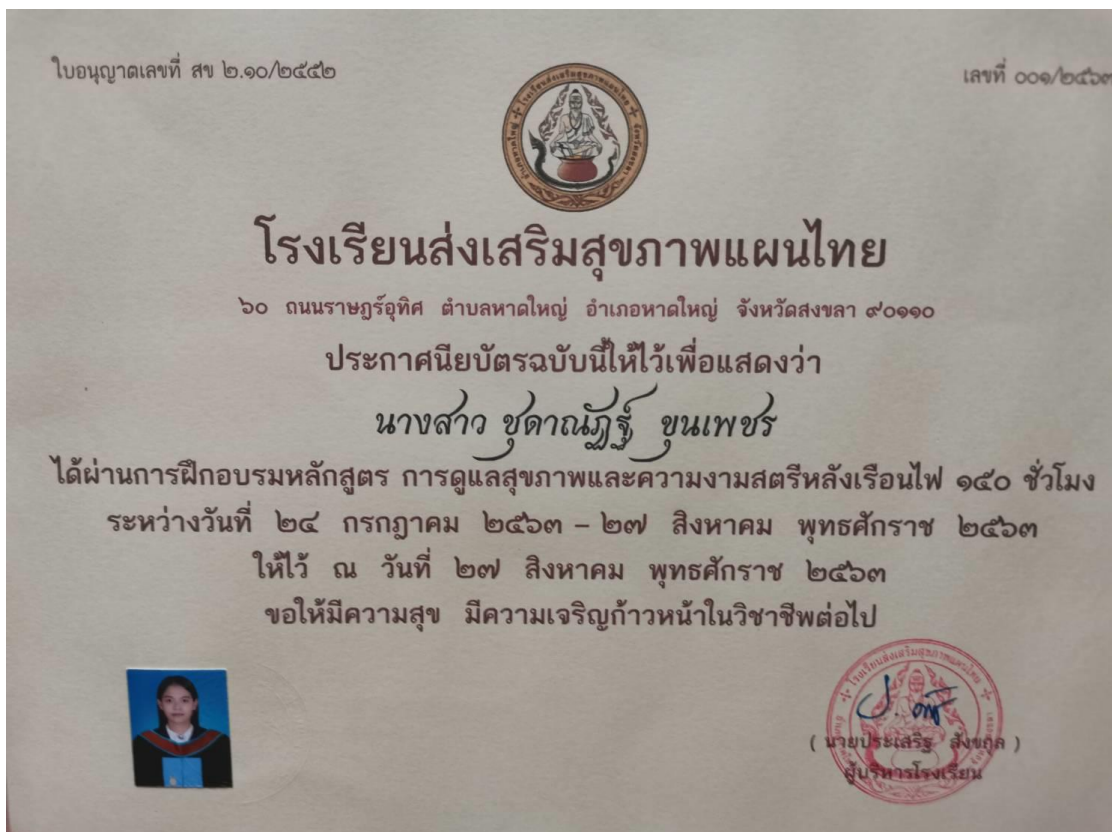 ใบอนุญาตเลขที่ สข ๒.๑๐/๒๕๕๒
เลขที่ ๐๐๑/๒๕๖๓
โรงเรียนส่งเสริมสุขภาพแผนไทย
๖๐ ถนนราษฎร์อุทิศ ตำบลหาดใหญ่ อำเภอหาดใหญ่ จังหวัดสงขลา ๙๐๑๑๐
ประกาศนียบัตรฉบับนี้ให้ไว้เพื่อแสดงว่า
นางสาว ชุดาณัฏฐ์ ขุนเพชร
ได้ผ่านการฝึกอบรมหลักสูตร การดูแลสุขภาพและความงามสตรีหลังเรือนไฟ ๑๕๐ ชั่วโมง
ระหว่างวันที่ ๒๔ กรกฎาคม ๒๕๖๓ – ๒๗ สิงหาคม พุทธศักราช ๒๕๖๓
ให้ไว้ ณ วันที่ ๒๗ สิงหาคม พุทธศักราช ๒๕๖๓
ขอให้มีความสุข มีความเจริญก้าวหน้าในวิชาชีพต่อไป
( นายประเสริฐ สังขกุล )
ผู้บริหารโรงเรียน